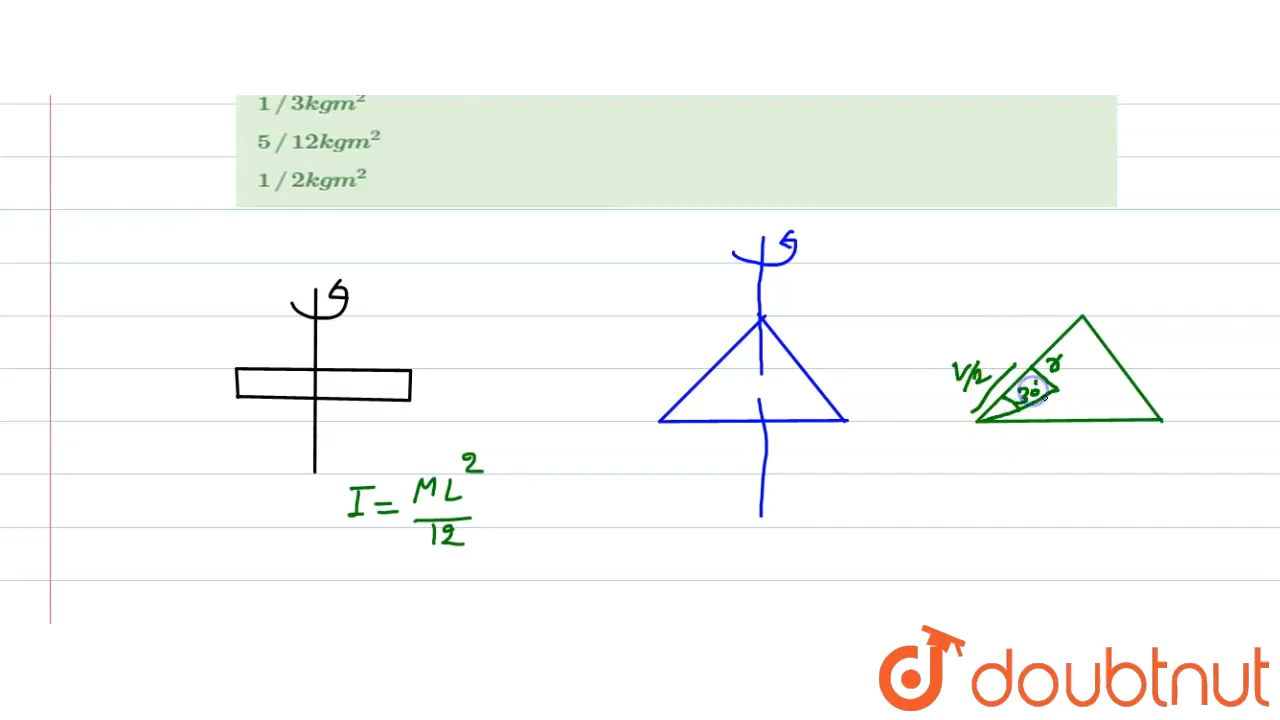 1/3kgm²
5/12kgm²
1/2kgm²
L/2 r
30°
I = ML²/12
doubtnut